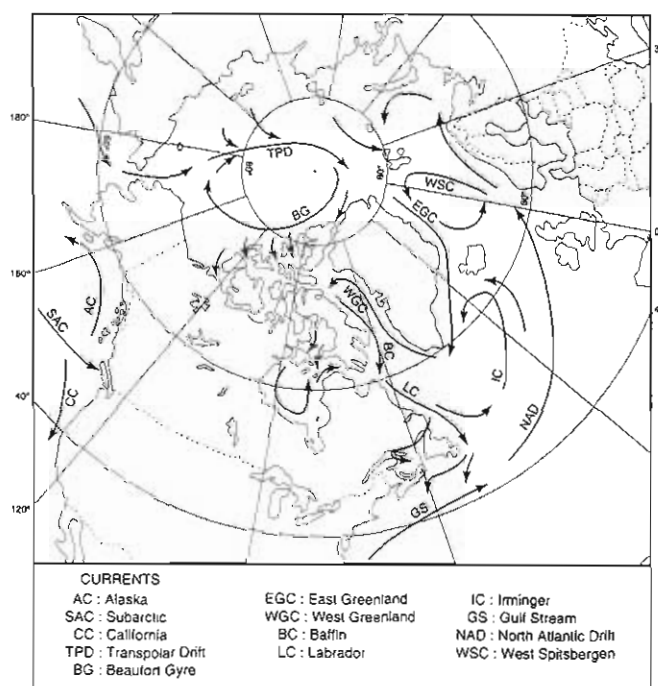 180°
160°
40°
120°
TPD
BG
80°
WSC
EGC
AC
SAC
CC
WGC
BC
LC
IC
NAD
GS
CURRENTS
AC : Alaska
SAC : Subarctic
CC : California
TPD : Transpolar Drift
BG : Beaufort Gyre
EGC : East Greenland
WGC : West Greenland
BC : Baffin
LC : Labrador
IC : Irminger
GS : Gulf Stream
NAD : North Atlantic Drift
WSC : West Spitsbergen